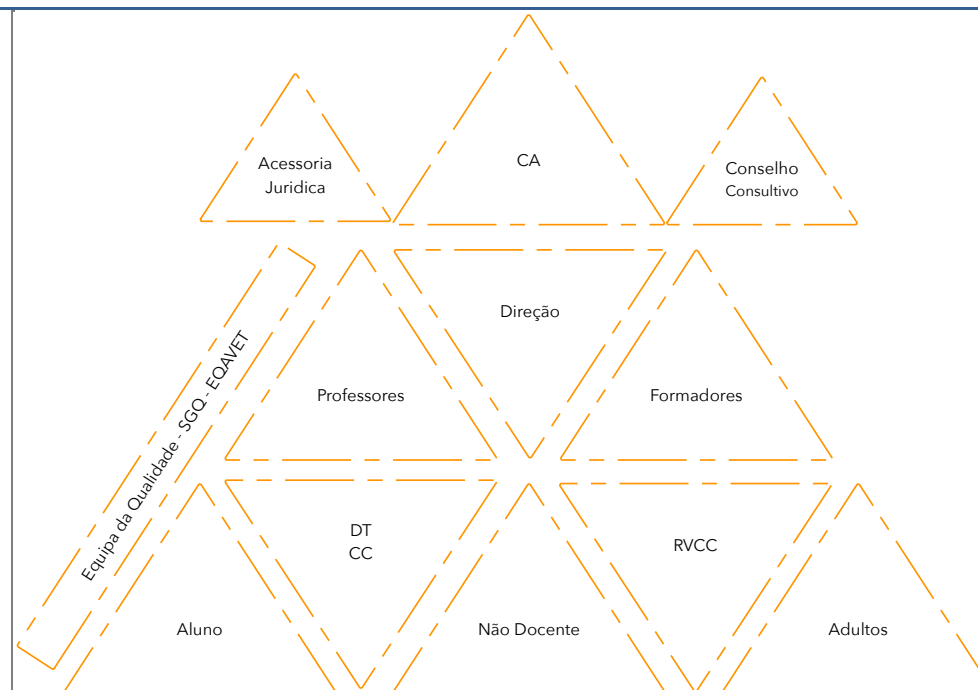 CA
Acessoria
Juridica
Conselho
Consultivo
Direção
Professores
Formadores
Equipa da Qualidade - SGQ - EQAVET
DT
CC
RVCC
Aluno
Não Docente
Adultos